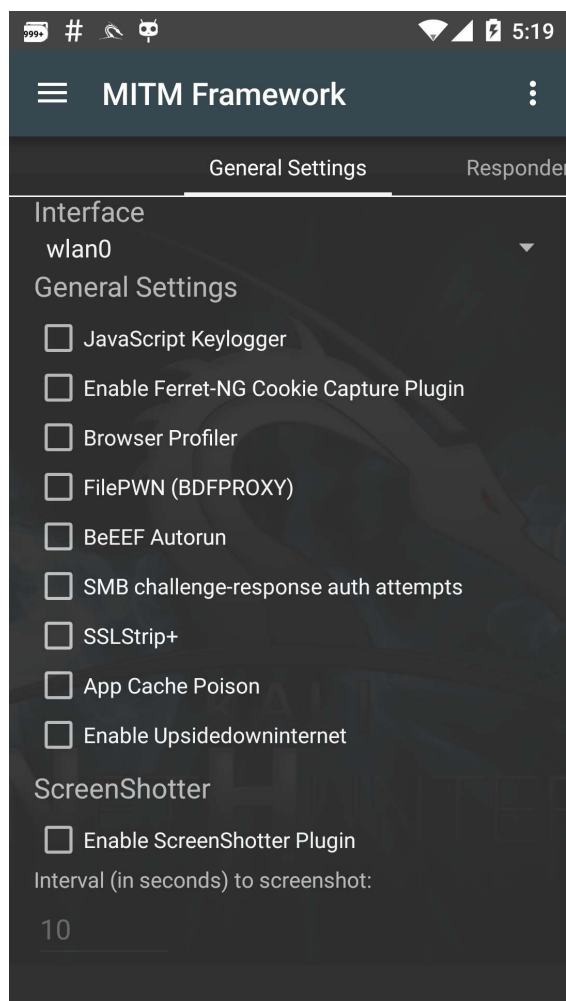 999+ # 5:19
MITM Framework
General Settings Responder
Interface
wlan0
General Settings
JavaScript Keylogger
Enable Ferret-NG Cookie Capture Plugin
Browser Profiler
FilePWN (BDFPROXY)
BeEEF Autorun
SMB challenge-response auth attempts
SSLStrip+
App Cache Poison
Enable Upsidedowninternet
KALI
ScreenShotter
HUNTER
Enable ScreenShotter Plugin
Interval (in seconds) to screenshot:
10